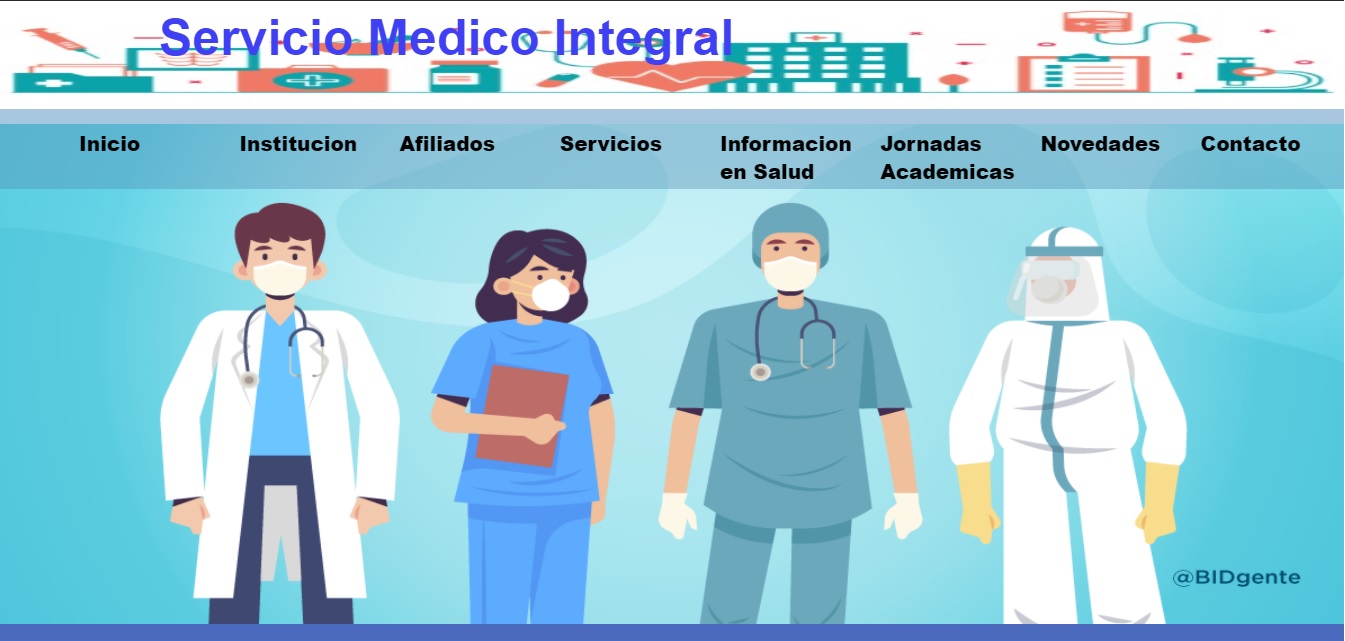 Servicio Medico Integral
Inicio
Institucion
Afiliados
Servicios
Informacion
en Salud
Jornadas
Academicas
Novedades
Contacto
@BIDgente